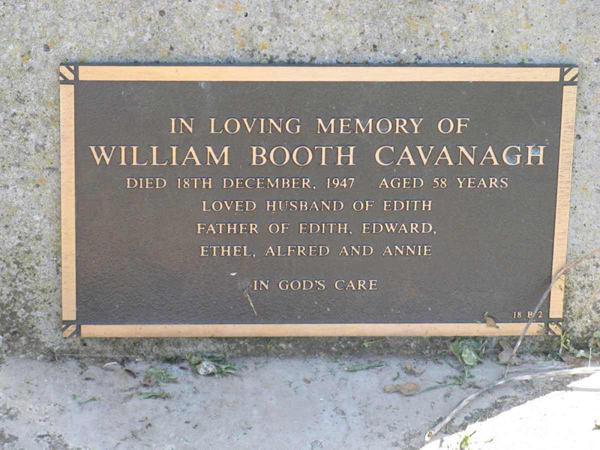 IN LOVING MEMORY OF
WILLIAM BOOTH CAVANAGH
DIED 18TH DECEMBER, 1947 AGED 58 YEARS
LOVED HUSBAND OF EDITH
FATHER OF EDITH, EDWARD,
ETHEL, ALFRED AND ANNIE
IN GOD'S CARE
18 B 2